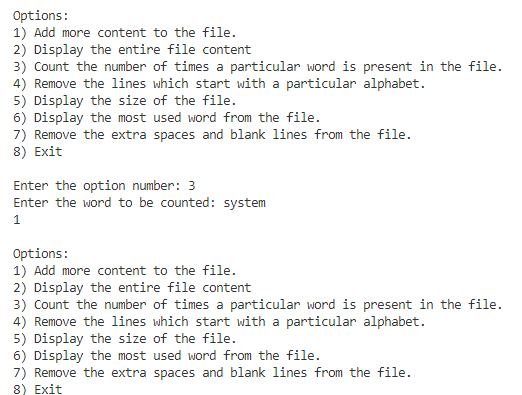 Options:
1) Add more content to the file.
2) Display the entire file content
3) Count the number of times a particular word is present in the file.
4) Remove the lines which start with a particular alphabet.
5) Display the size of the file.
6) Display the most used word from the file.
7) Remove the extra spaces and blank lines from the file.
8) Exit
Enter the option number: 3
Enter the word to be counted: system
1
Options:
1) Add more content to the file.
2) Display the entire file content
3) Count the number of times a particular word is present in the file.
4) Remove the lines which start with a particular alphabet.
5) Display the size of the file.
6) Display the most used word from the file.
7) Remove the extra spaces and blank lines from the file.
8) Exit